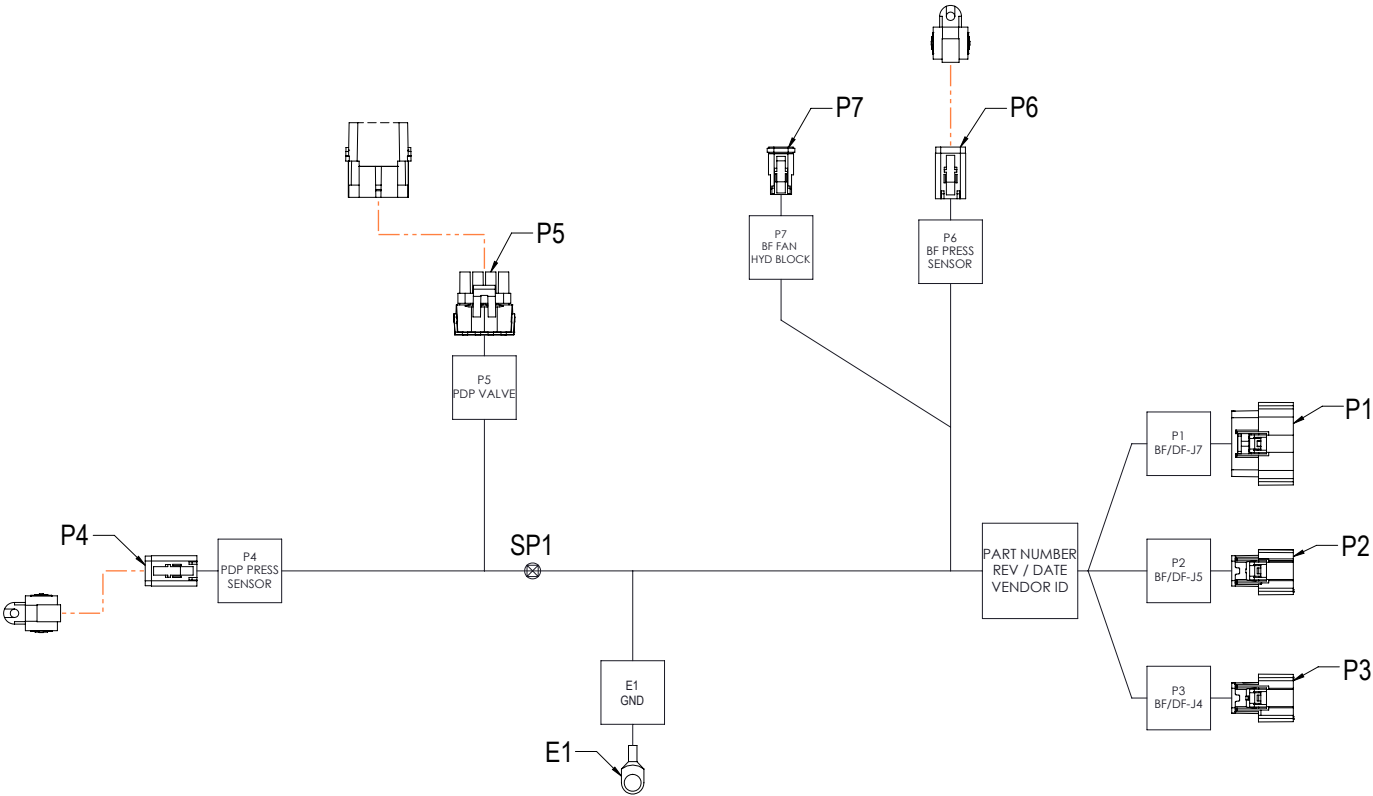 P7
P6
P5
P7
BF FAN
HYD BLOCK
P6
BF PRESS
SENSOR
P5
PDP VALVE
P1
P1
BF/DF-J7
P4
SP1
P4
PDP PRESS
SENSOR
PART NUMBER
REV / DATE
VENDOR ID
P2
P2
BF/DF-J5
P3
P3
BF/DF-J4
E1
GND
E1